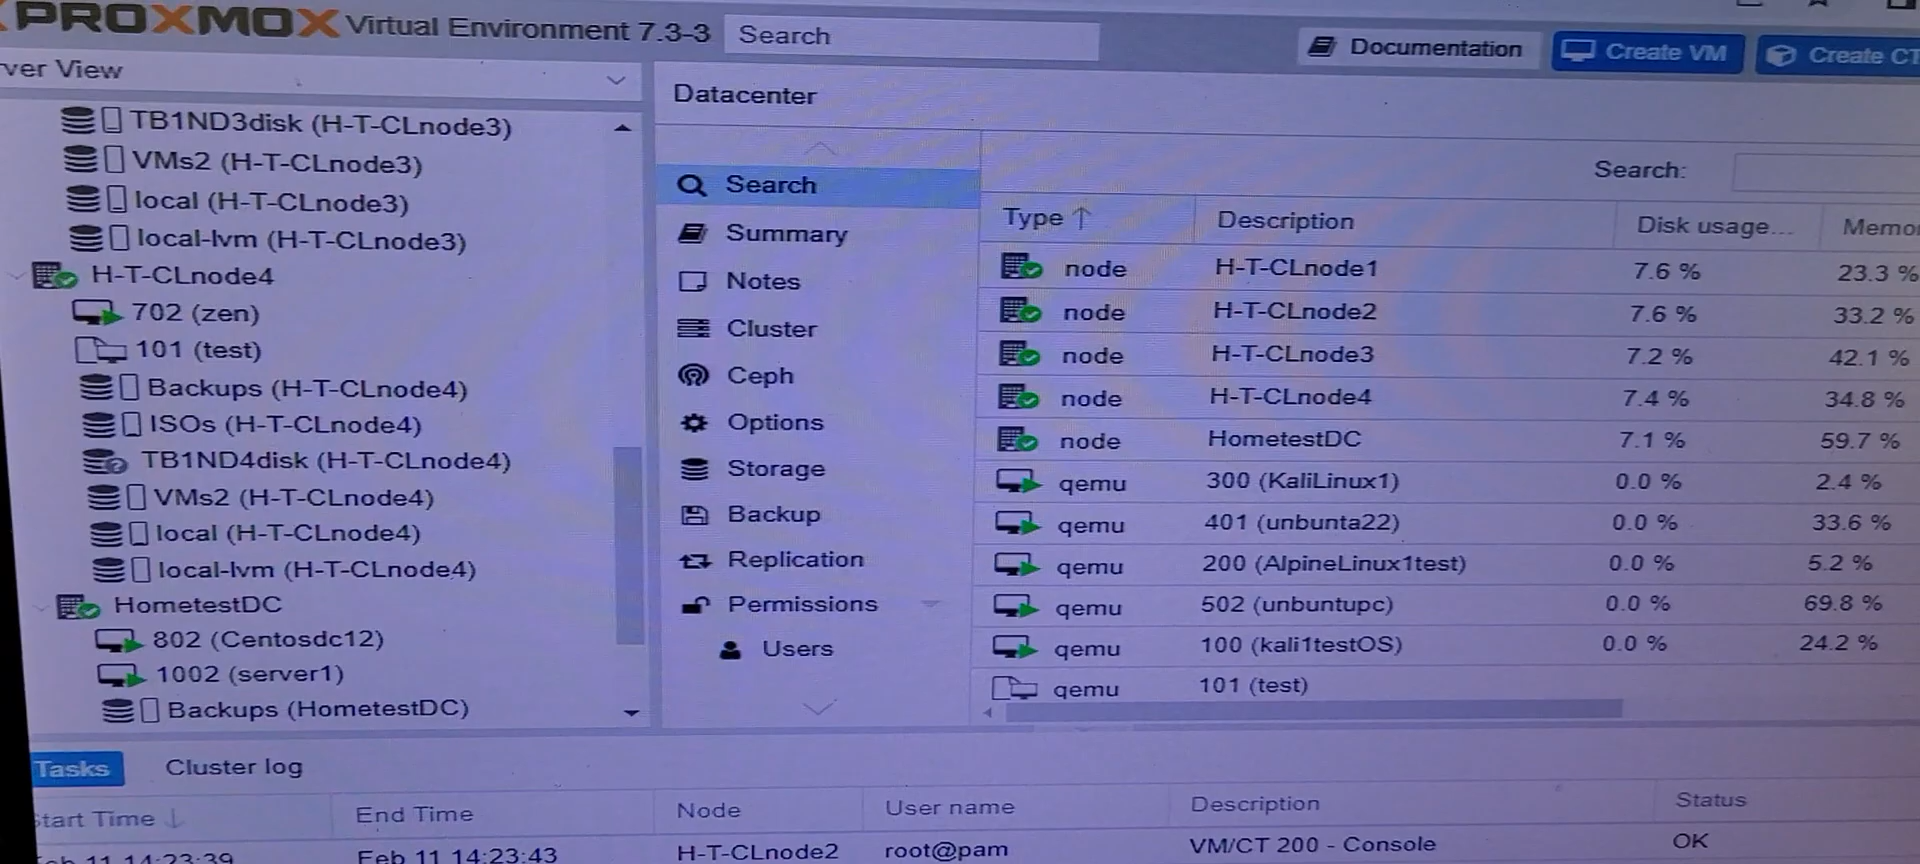 PROXMOX Virtual Environment 7.3-3 Search
Documentation Create VM Create CT
ver View
TB1ND3disk (H-T-CLnode3)
VMs2 (H-T-CLnode3)
local (H-T-CLnode3)
local-lvm (H-T-CLnode3)
H-T-CLnode4
702 (zen)
101 (test)
Backups (H-T-CLnode4)
ISOs (H-T-CLnode4)
TB1ND4disk (H-T-CLnode4)
VMs2 (H-T-CLnode4)
local (H-T-CLnode4)
local-lvm (H-T-CLnode4)
HometestDC
802 (Centosdc12)
1002 (server1)
Backups (HometestDC)
Datacenter
Search
Summary
Notes
Cluster
Ceph
Options
Storage
Backup
Replication
Permissions
Users
Search:
Type ↑ Description Disk usage... Memo
node H-T-CLnode1 7.6 % 23.3 %
node H-T-CLnode2 7.6 % 33.2 %
node H-T-CLnode3 7.2 % 42.1 %
node H-T-CLnode4 7.4 % 34.8 %
node HometestDC 7.1 % 59.7 %
qemu 300 (KaliLinux1) 0.0 % 2.4 %
qemu 401 (unbunta22) 0.0 % 33.6 %
qemu 200 (AlpineLinux1test) 0.0 % 5.2 %
qemu 502 (unbuntupc) 0.0 % 69.8 %
qemu 100 (kali1testOS) 0.0 % 24.2 %
qemu 101 (test)
Tasks Cluster log
Start Time ↓ End Time Node User name Description Status
Feb 11 14:23:39 Feb 11 14:23:43 H-T-CLnode2 root@pam VM/CT 200 - Console OK